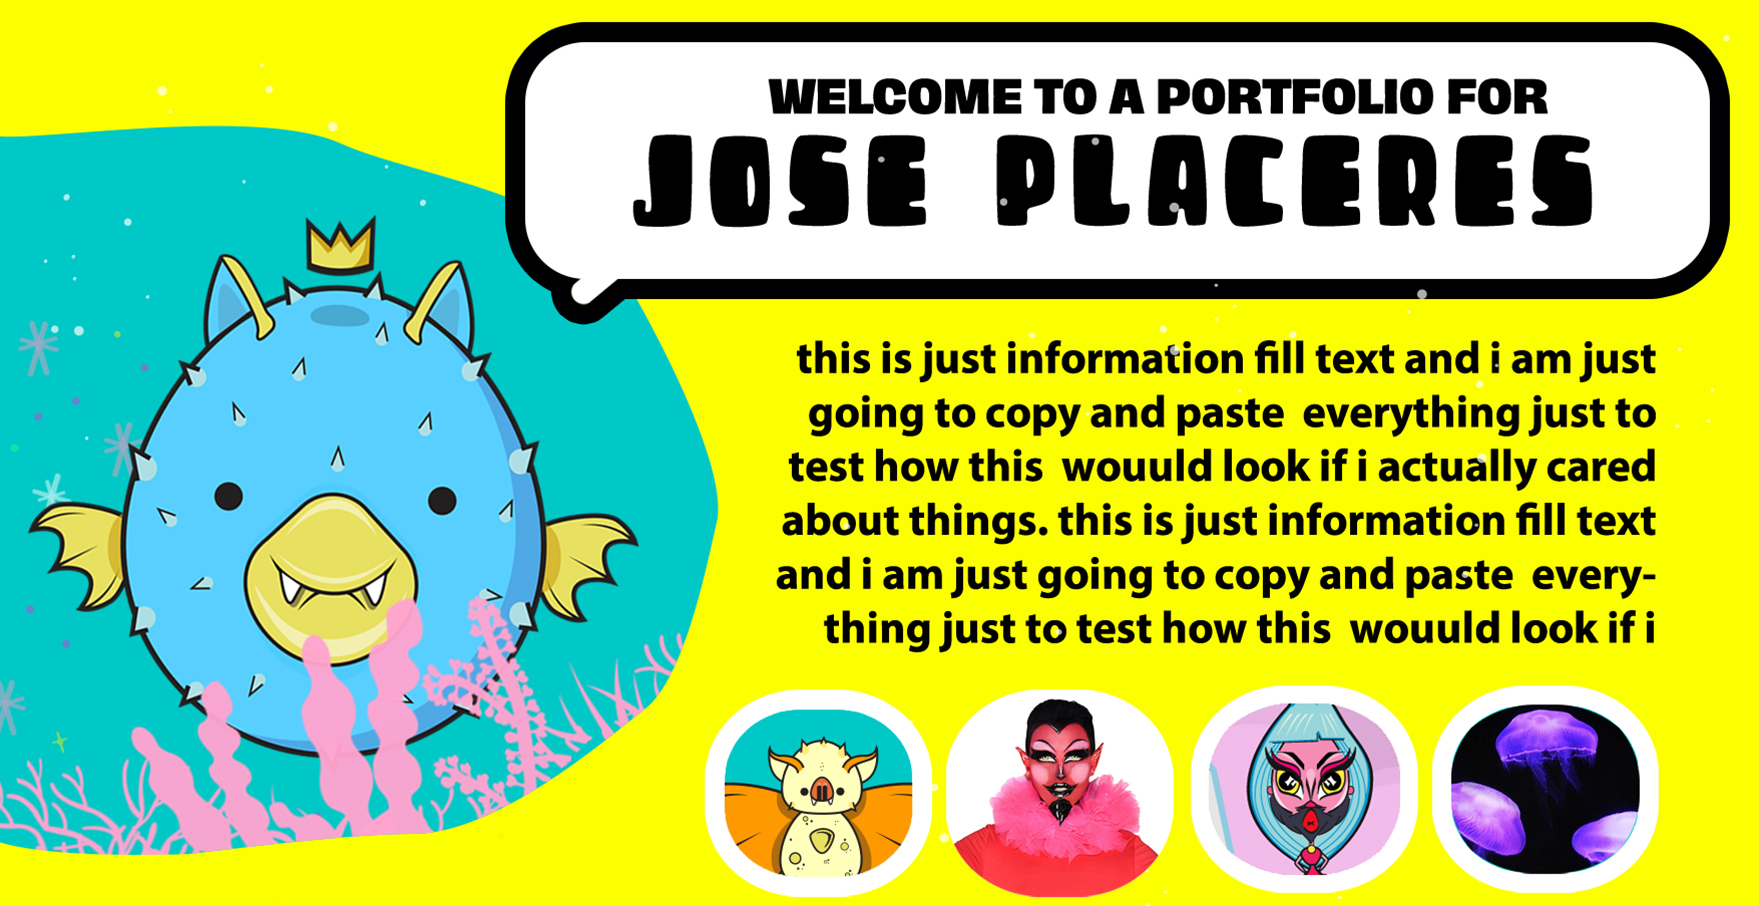 WELCOME TO A PORTFOLIO FOR
JOSE PLACERES
this is just information fill text and i am just
going to copy and paste  everything just to
test how this  wouuld look if i actually cared
about things. this is just information fill text
and i am just going to copy and paste  every-
thing just to test how this  wouuld look if i